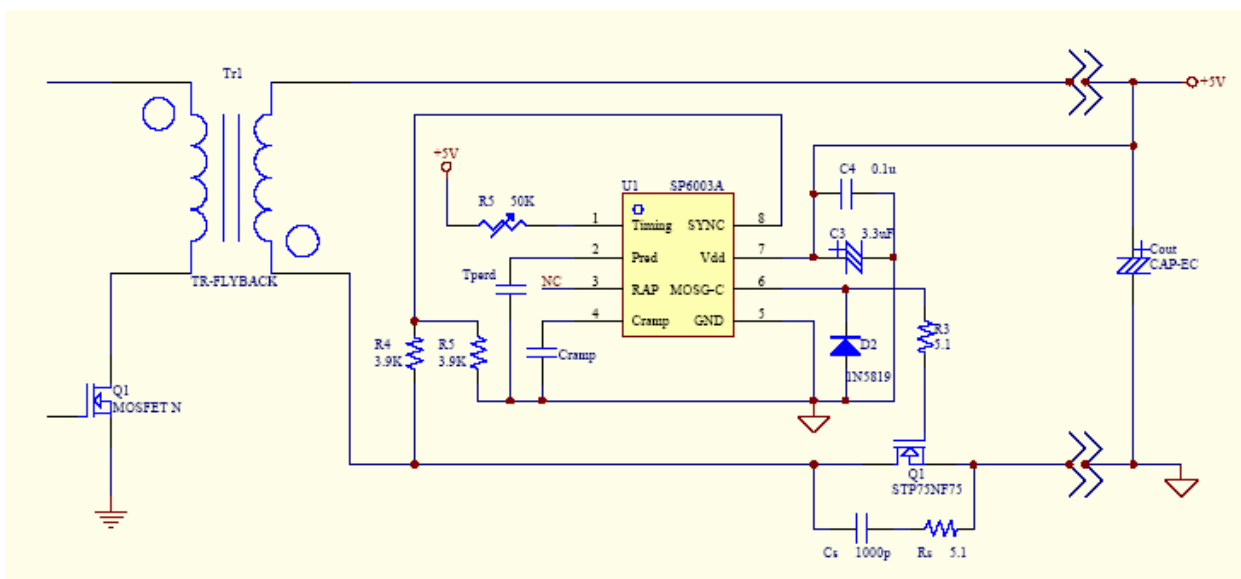 Tr1
+5V
+5V
R5 50K
U1 SP6003A
C4 0.1u
1 Timing SYNC 8
C3 3.3uF
2 Pred Vdd 7
Cout
CAP-EC
TR-FLYBACK
Tperd
NC 3 RAP MOSG-C 6
4 Cramp GND 5
R3
5.1
R4
3.9K
R5
3.9K
Cramp
D2
1N5819
Q1
MOSFET N
Q1
STP75NF75
Cs 1000p Rs 5.1